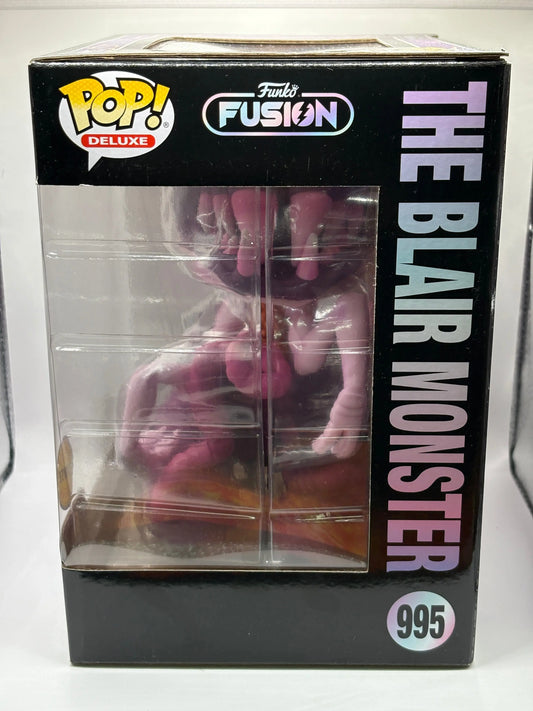 POP!
®
DELUXE
Funko
FUSION
THE BLAIR MONSTER
995